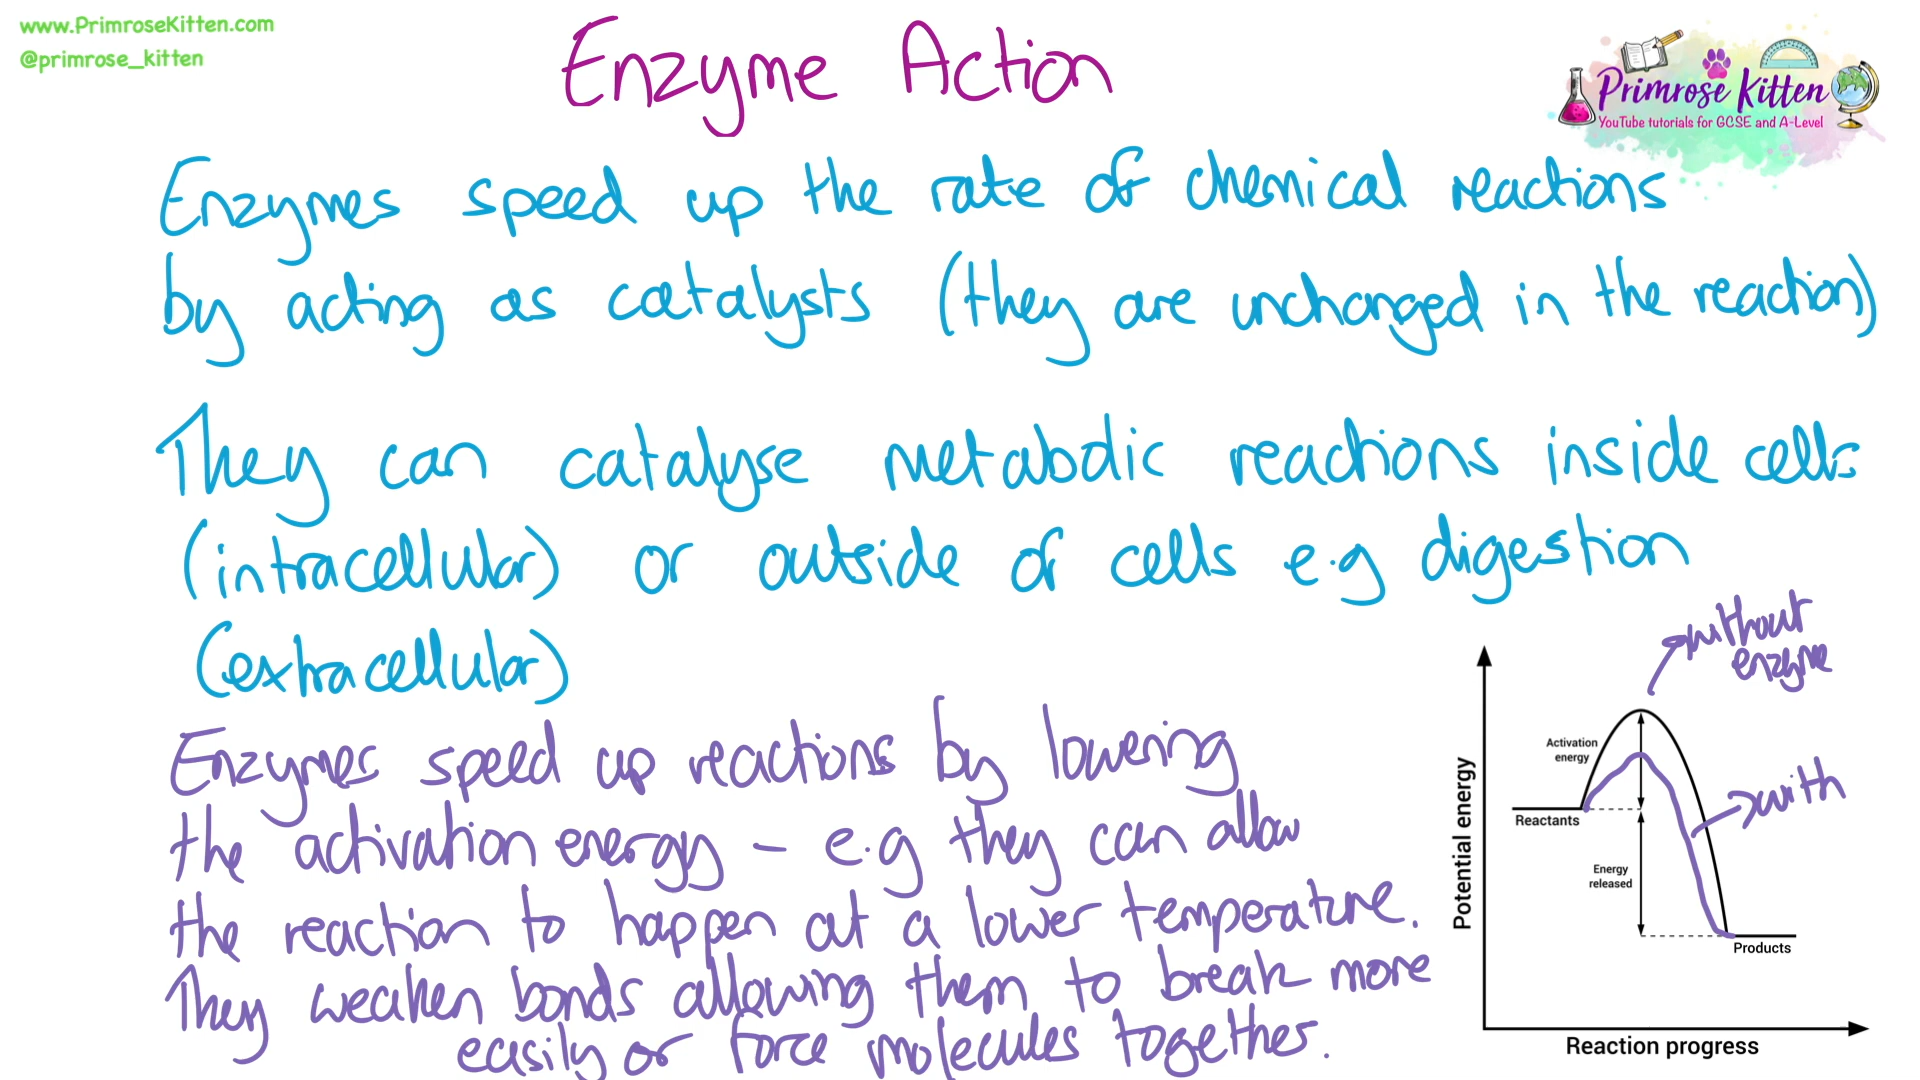 www.PrimroseKitten.com
@primrose_kitten
Enzyme Action
Primrose Kitten
YouTube tutorials for GCSE and A-Level
Enzymes speed up the rate of chemical reactions
by acting as catalysts (they are unchanged in the reaction)
They can catalyse metabolic reactions inside cells
(intracellular) or outside of cells e.g digestion
(extracellular)
Enzymes speed up reactions by lowering
the activation energy – e.g they can allow
the reaction to happen at a lower temperature.
They weaken bonds allowing them to break more
easily or force molecules together.
without
enzyme
with
Activation
energy
Reactants
Energy
released
Products
Potential energy
Reaction progress